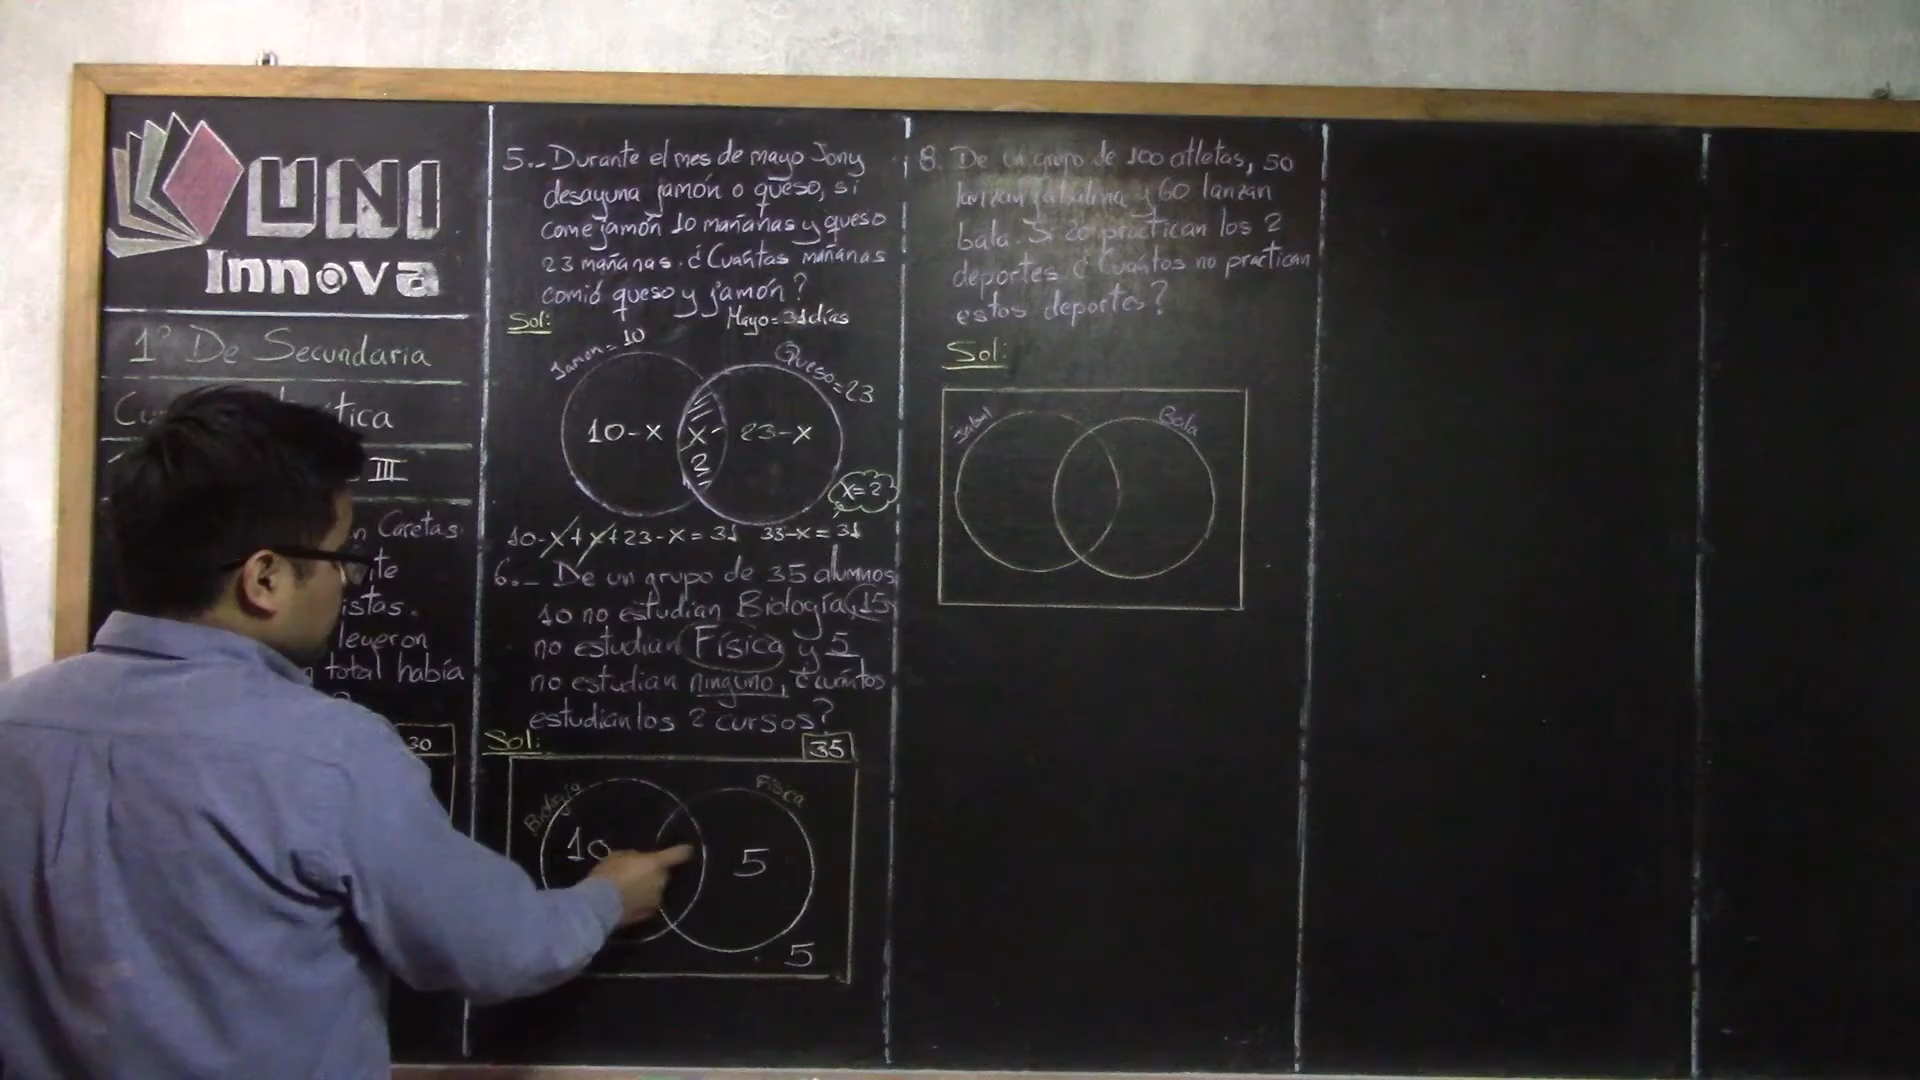 UNI
Innova
1° De Secundaria
tica
III
n Caretas
ite
istas.
leyeron
total había
30
5.- Durante el mes de mayo Jony
desayuna jamón o queso, si
come jamón 10 mañanas y queso
23 mañanas. ¿Cuántas mañanas
comió queso y jamón?
Sol:
Mayo=31días
Jamón=10
Queso=23
10-x
x
2
23-x
x=2
10-x+x+23-x=31 33-x=31
6.- De un grupo de 35 alumnos
10 no estudian Biología, 15
no estudian Física y 5
no estudian ninguno, ¿cuántos
estudian los 2 cursos?
Sol:
35
Biología
Física
10
5
5
8. De un grupo de 100 atletas, 50
lanzan jabalina y 60 lanzan
bala. Si 20 practican los 2
deportes ¿Cuántos no practican
estos deportes?
Sol:
Jabal
Bala